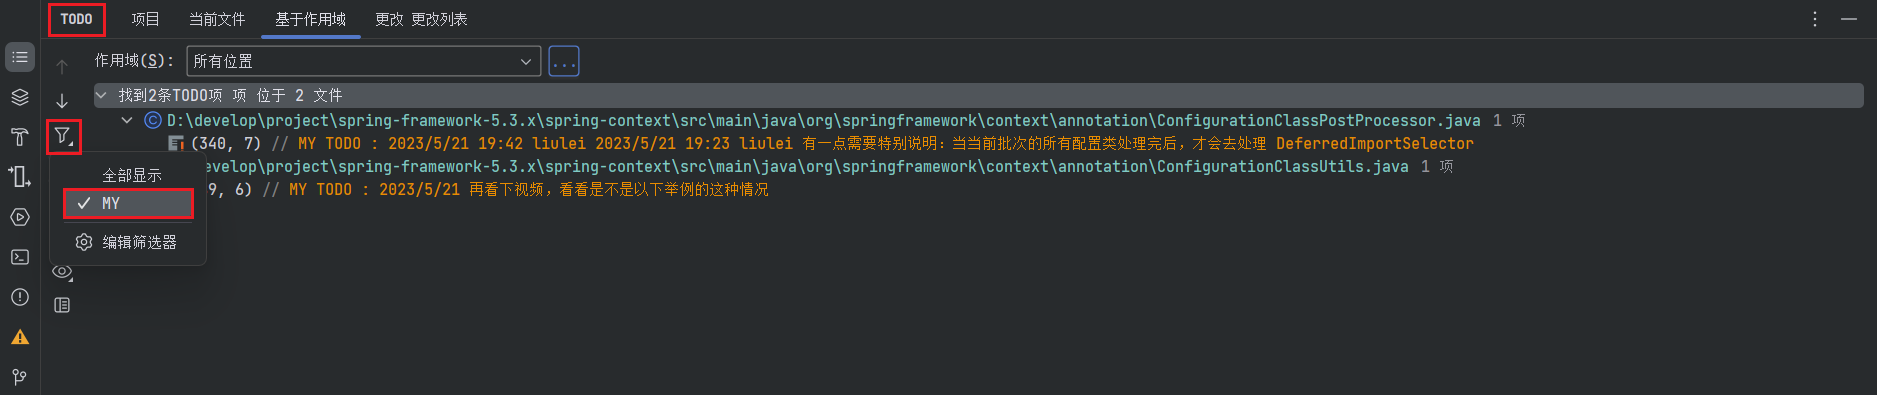 TODO 项目 当前文件 基于作用域 更改 更改列表
作用域(S): 所有位置 ...
找到2条TODO项 项 位于 2 文件
D:\develop\project\spring-framework-5.3.x\spring-context\src\main\java\org\springframework\context\annotation\ConfigurationClassPostProcessor.java 1 项
(340, 7) // MY TODO : 2023/5/21 19:42 liulei 2023/5/21 19:23 liulei 有一点需要特别说明：当当前批次的所有配置类处理完后，才会去处理 DeferredImportSelector
evelop\project\spring-framework-5.3.x\spring-context\src\main\java\org\springframework\context\annotation\ConfigurationClassUtils.java 1 项
9, 6) // MY TODO : 2023/5/21 再看下视频，看看是不是以下举例的这种情况
全部显示
MY
编辑筛选器